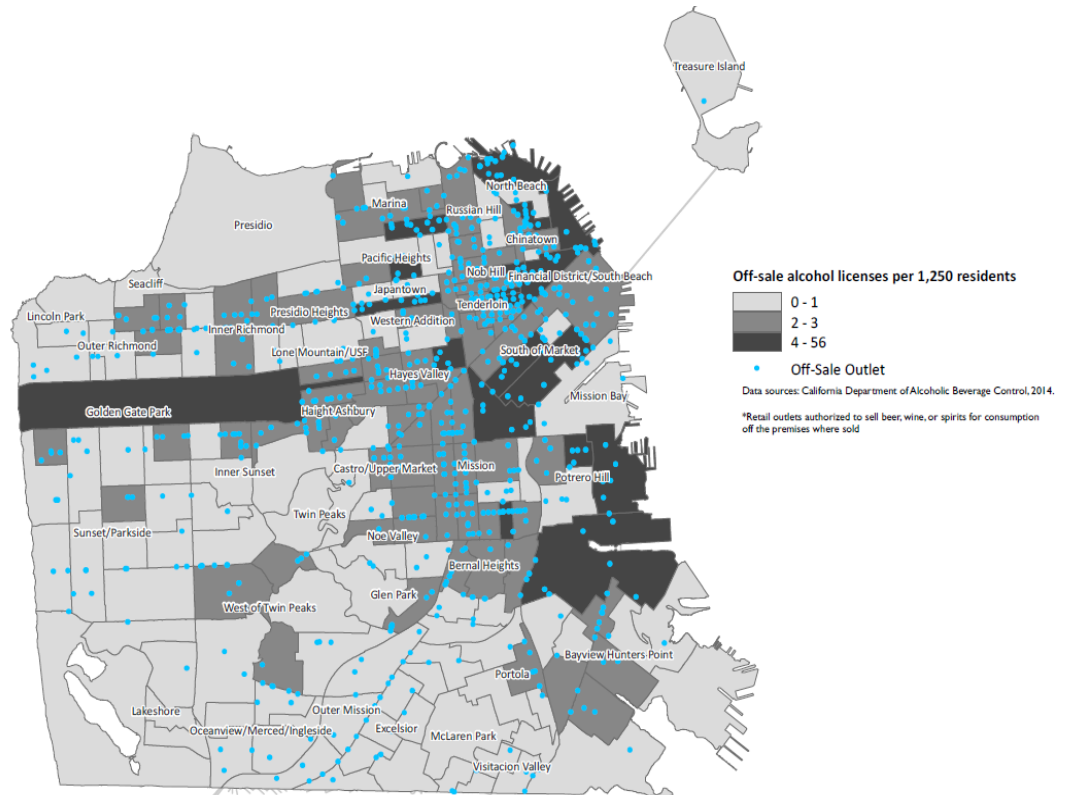 Treasure Island
North Beach
Marina
Russian Hill
Presidio
Chinatown
Pacific Heights
Nob Hill
Financial District/South Beach
Seacliff
Japantown
Tenderloin
Lincoln Park
Presidio Heights
Western Addition
Inner Richmond
Outer Richmond
Lone Mountain/USF
South of Market
Hayes Valley
Mission Bay
Golden Gate Park
Haight Ashbury
Inner Sunset
Castro/Upper Market
Mission
Potrero Hill
Twin Peaks
Sunset/Parkside
Noe Valley
Bernal Heights
Glen Park
West of Twin Peaks
Bayview Hunters Point
Portola
Lakeshore
Outer Mission
Oceanview/Merced/Ingleside
Excelsior
McLaren Park
Visitacion Valley
Off-sale alcohol licenses per 1,250 residents
0 - 1
2 - 3
4 - 56
Off-Sale Outlet
Data sources: California Department of Alcoholic Beverage Control, 2014.
*Retail outlets authorized to sell beer, wine, or spirits for consumption
off the premises where sold